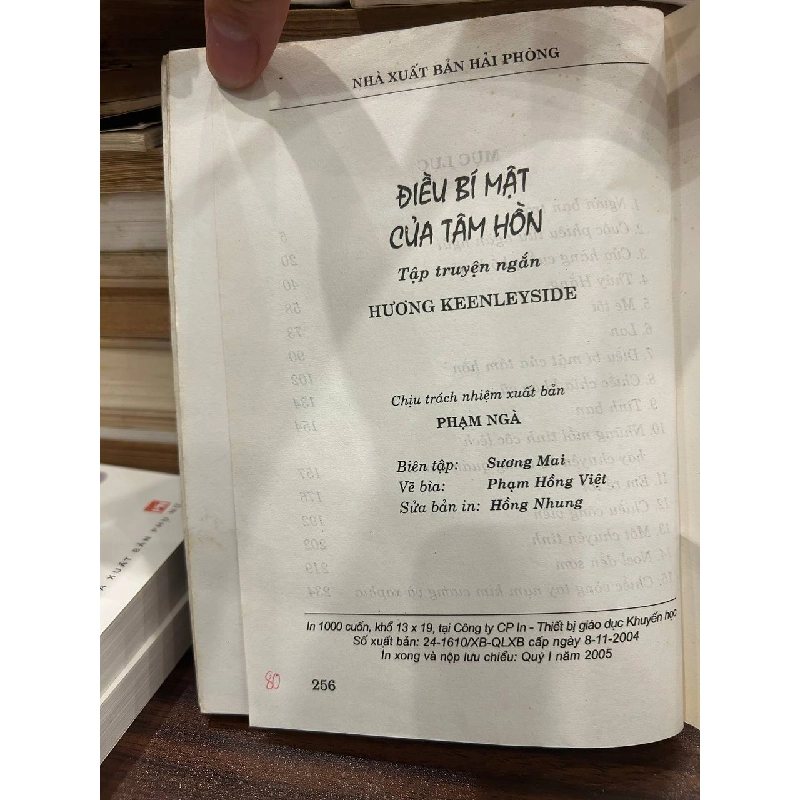 NHÀ XUẤT BẢN HẢI PHÒNG
ĐIỀU BÍ MẬT
CỦA TÂM HỒN
Tập truyện ngắn
HƯƠNG KEENLEYSIDE
Chịu trách nhiệm xuất bản
PHẠM NGÀ
Biên tập: Sương Mai
Vẽ bìa: Phạm Hồng Việt
Sửa bản in: Hồng Nhung
In 1000 cuốn, khổ 13 x 19, tại Công ty CP In - Thiết bị giáo dục Khuyến học
Số xuất bản: 24-1610/XB-QLXB cấp ngày 8-11-2004
In xong và nộp lưu chiểu: Quý I năm 2005
80
256
XUẤT BẢN PHỤ NỮ